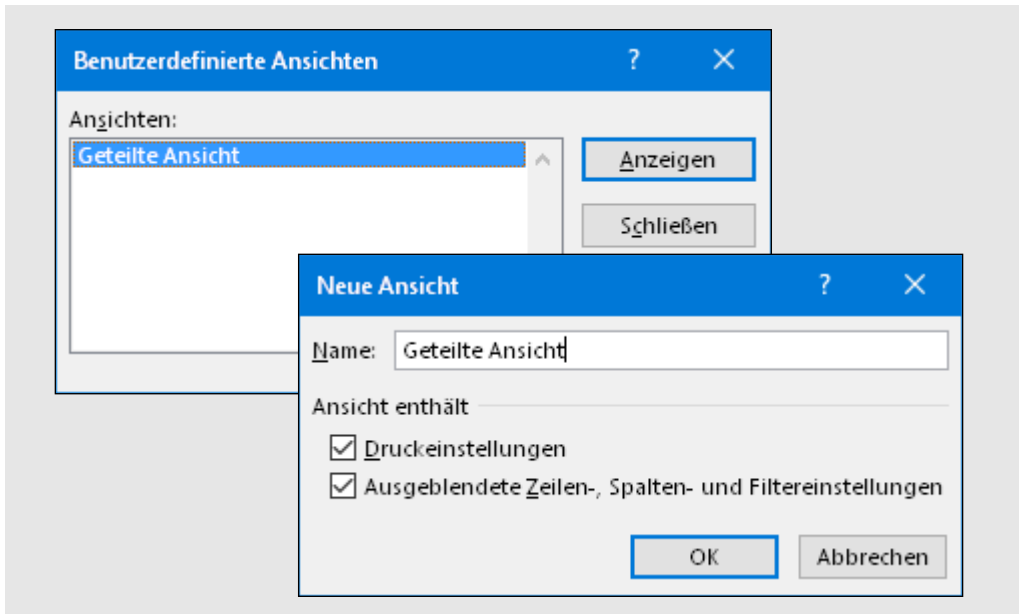 Benutzerdefinierte Ansichten ?
Ansichten:
Geteilte Ansicht
Anzeigen
Schließen
Neue Ansicht ?
Name: Geteilte Ansicht
Ansicht enthält
Druckeinstellungen
Ausgeblendete Zeilen-, Spalten- und Filtereinstellungen
OK Abbrechen